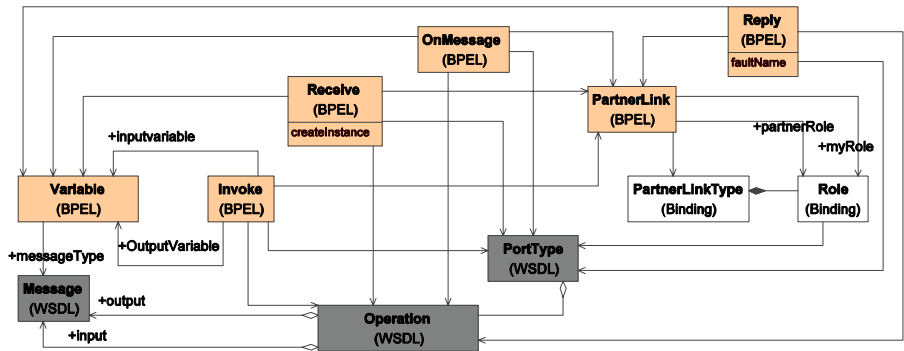 Reply
(BPEL)
faultName
OnMessage
(BPEL)
Receive
(BPEL)
createInstance
PartnerLink
(BPEL)
+inputvariable
+partnerRole
+myRole
Variable
(BPEL)
Invoke
(BPEL)
PartnerLinkType
(Binding)
Role
(Binding)
+OutputVariable
+messageType
PortType
(WSDL)
Message
(WSDL)
+output
Operation
(WSDL)
+input